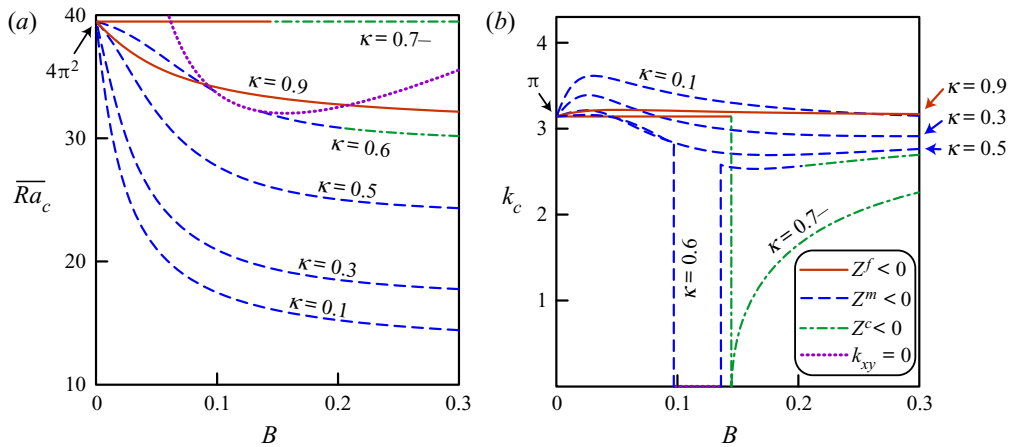 (a)
40
30
20
10
4π²
Ra_c
0
0.1
0.2
0.3
B
κ = 0.7–
κ = 0.9
κ = 0.6
κ = 0.5
κ = 0.3
κ = 0.1
(b)
4
π
3
2
1
k_c
0
0.1
0.2
0.3
B
κ = 0.1
κ = 0.9
κ = 0.3
κ = 0.5
κ = 0.6
κ = 0.7–
Z^f < 0
Z^m < 0
Z^c < 0
k_xy = 0